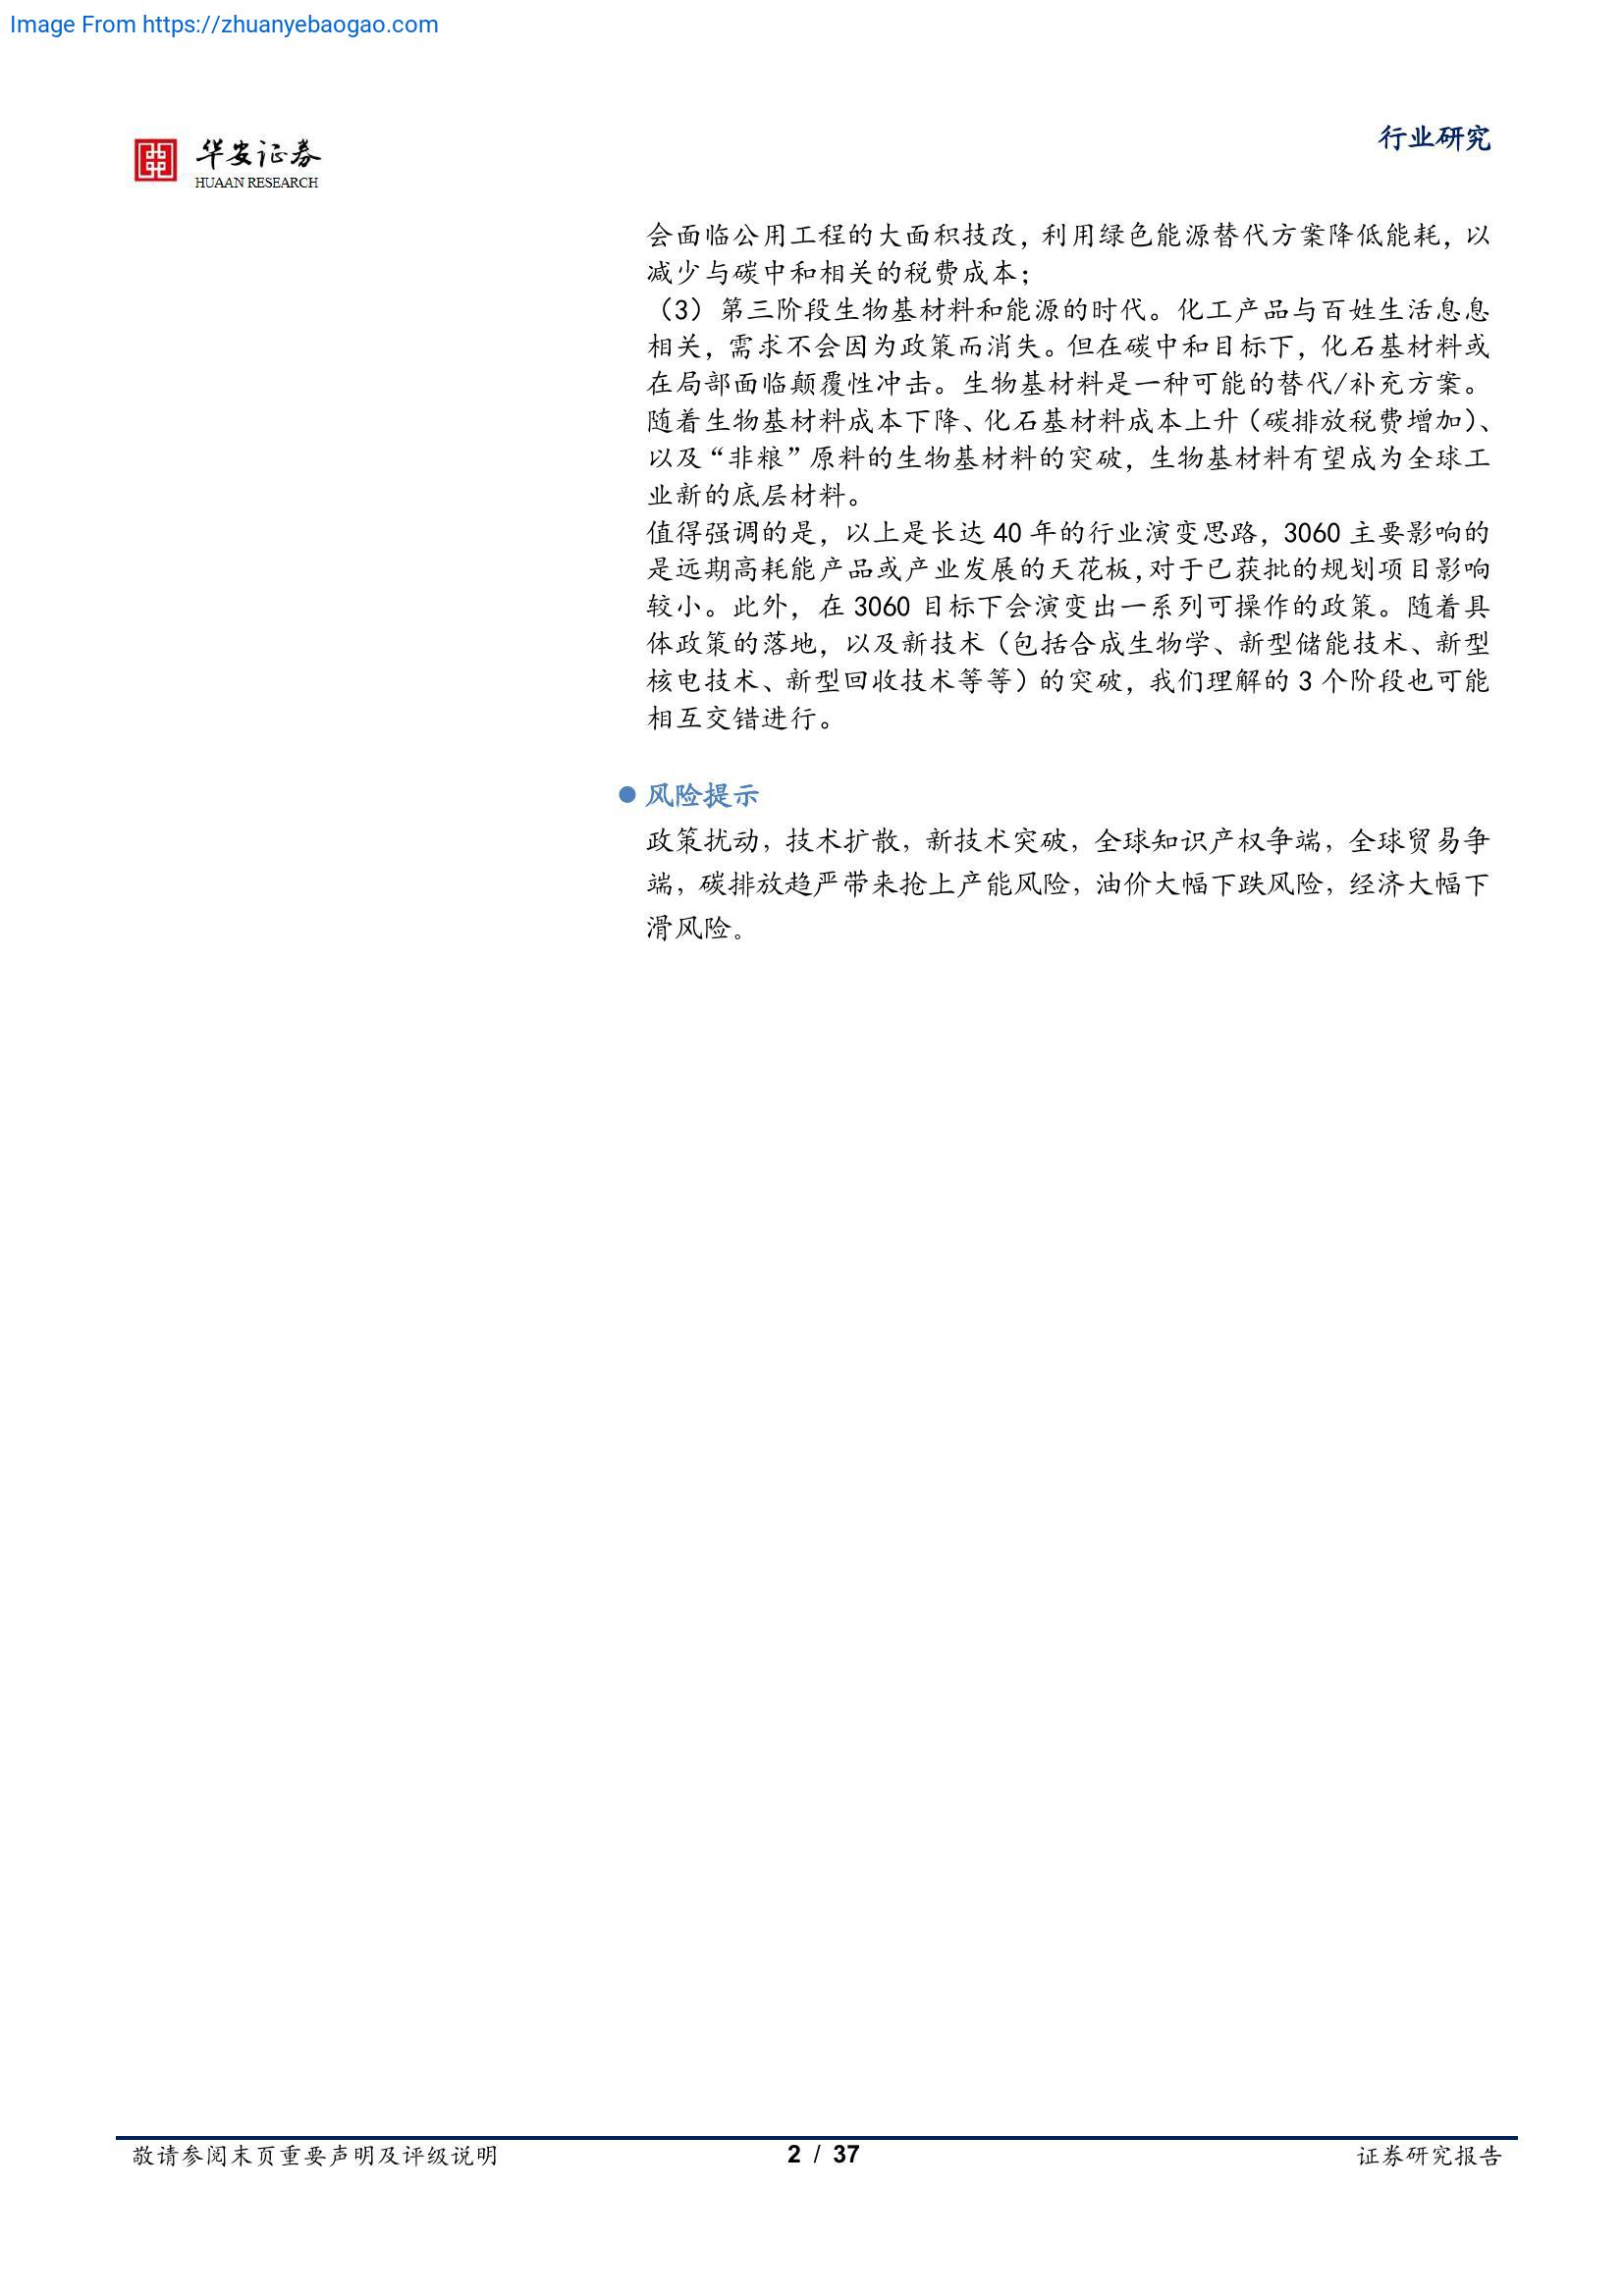 Image From https://zhuanyebaogao.com
华安证券
HUAAN RESEARCH
行业研究
会面临公用工程的大面积技改，利用绿色能源替代方案降低能耗，以
减少与碳中和相关的税费成本；
（3）第三阶段生物基材料和能源的时代。化工产品与百姓生活息息
相关，需求不会因为政策而消失。但在碳中和目标下，化石基材料或
在局部面临颠覆性冲击。生物基材料是一种可能的替代/补充方案。
随着生物基材料成本下降、化石基材料成本上升（碳排放税费增加）、
以及“非粮”原料的生物基材料的突破，生物基材料有望成为全球工
业新的底层材料。
值得强调的是，以上是长达 40 年的行业演变思路，3060 主要影响的
是远期高耗能产品或产业发展的天花板，对于已获批的规划项目影响
较小。此外，在 3060 目标下会演变出一系列可操作的政策。随着具
体政策的落地，以及新技术（包括合成生物学、新型储能技术、新型
核电技术、新型回收技术等等）的突破，我们理解的 3 个阶段也可能
相互交错进行。
● 风险提示
政策扰动，技术扩散，新技术突破，全球知识产权争端，全球贸易争
端，碳排放趋严带来抢上产能风险，油价大幅下跌风险，经济大幅下
滑风险。
敬请参阅末页重要声明及评级说明
2 / 37
证券研究报告